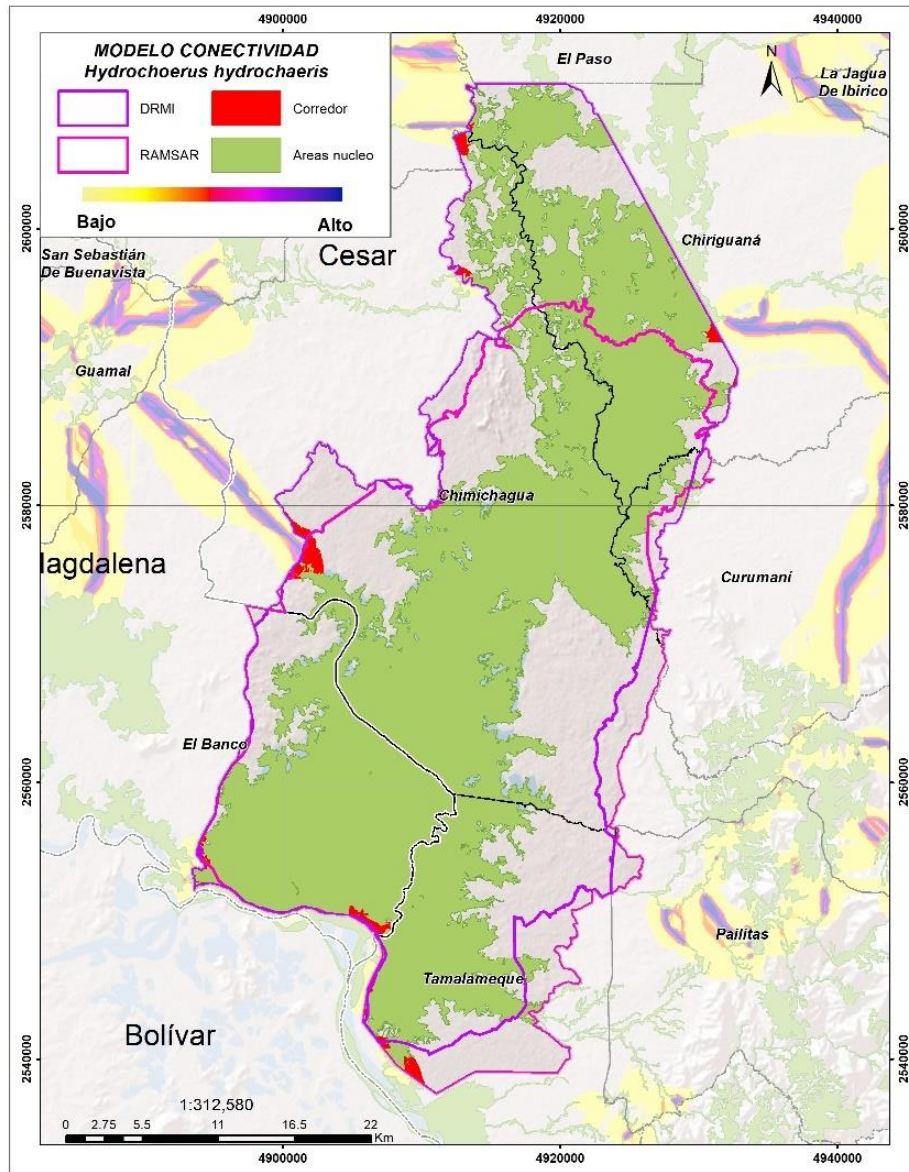 4900000
4920000
4940000
MODELO CONECTIVIDAD
Hydrochoerus hydrochaeris
DRMI
Corredor
RAMSAR
Areas nucleo
Bajo
Alto
N
El Paso
La Jagua
De Ibirico
2600000
2600000
San Sebastián
De Buenavista
Cesar
Chiriguaná
Guamal
Chimichagua
2580000
2580000
Magdalena
Curumaní
El Banco
2560000
2560000
Pailitas
Tamalameque
Bolívar
2540000
2540000
1:312,580
0 2.75 5.5 11 16.5 22
Km
4900000
4920000
4940000